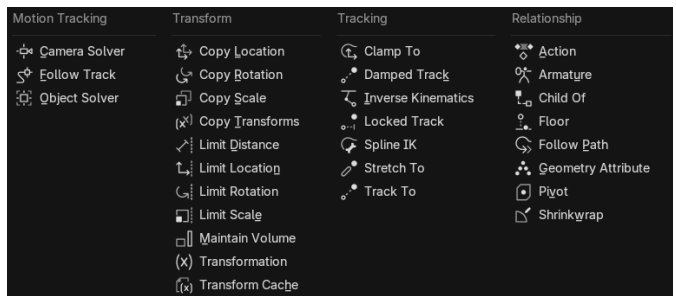 Motion Tracking
Camera Solver
Follow Track
Object Solver
Transform
Copy Location
Copy Rotation
Copy Scale
Copy Transforms
Limit Distance
Limit Location
Limit Rotation
Limit Scale
Maintain Volume
Transformation
Transform Cache
Tracking
Clamp To
Damped Track
Inverse Kinematics
Locked Track
Spline IK
Stretch To
Track To
Relationship
Action
Armature
Child Of
Floor
Follow Path
Geometry Attribute
Pivot
Shrinkwrap